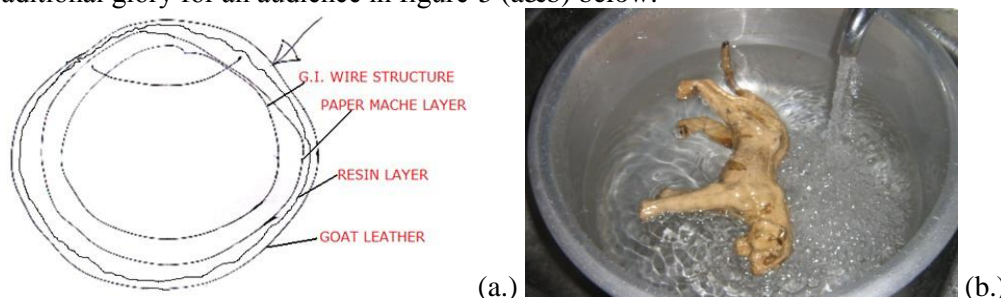 G.I. WIRE STRUCTURE
PAPER MACHE LAYER
RESIN LAYER
GOAT LEATHER
(a.) (b.)